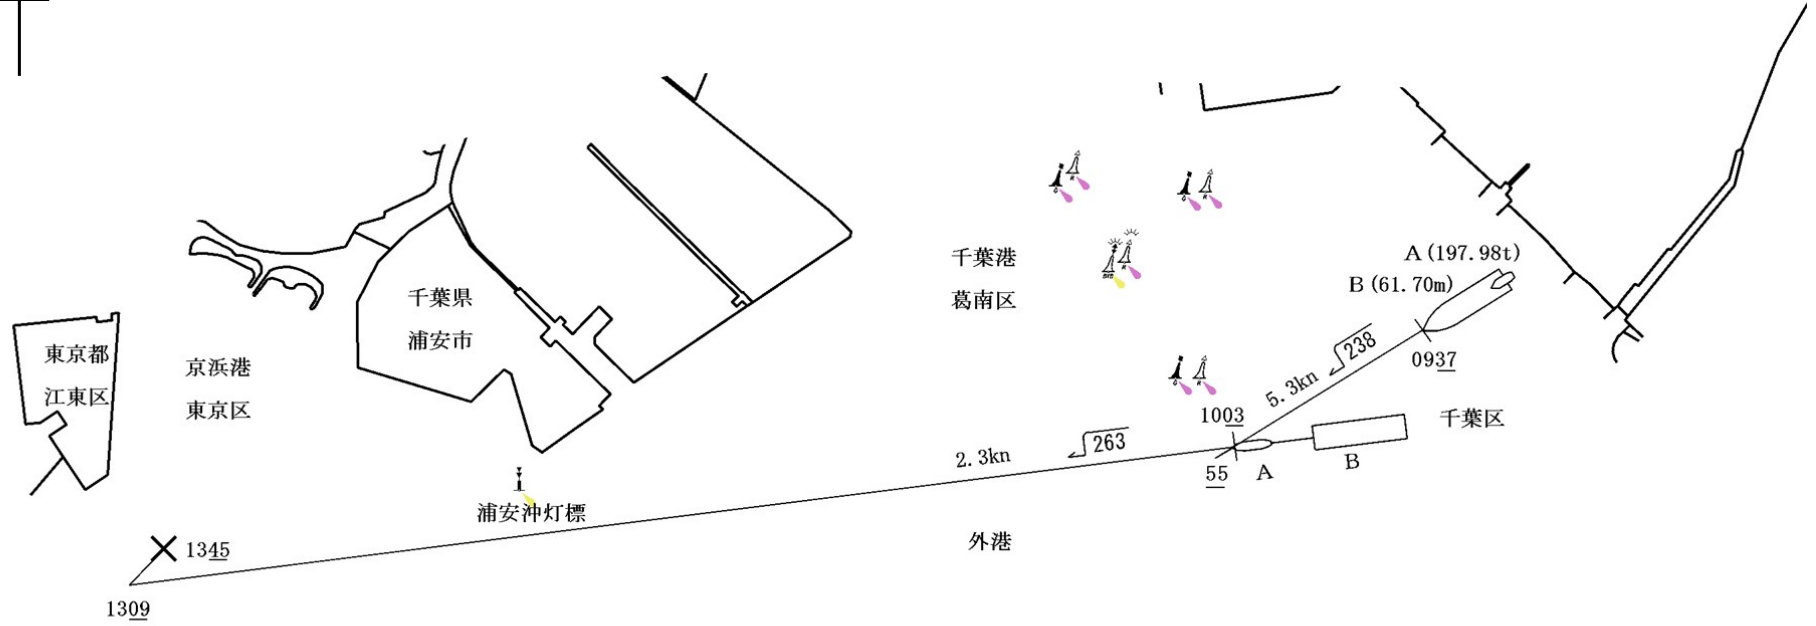 A(197.98t)
千葉港
B(61.70m)
千葉県
葛南区
238
浦安市
東京都
京浜港
0937
5.3kn
江東区
東京区
1003
千葉区
263
2.3kn
55
A
B
浦安沖灯標
外港
1345
1309